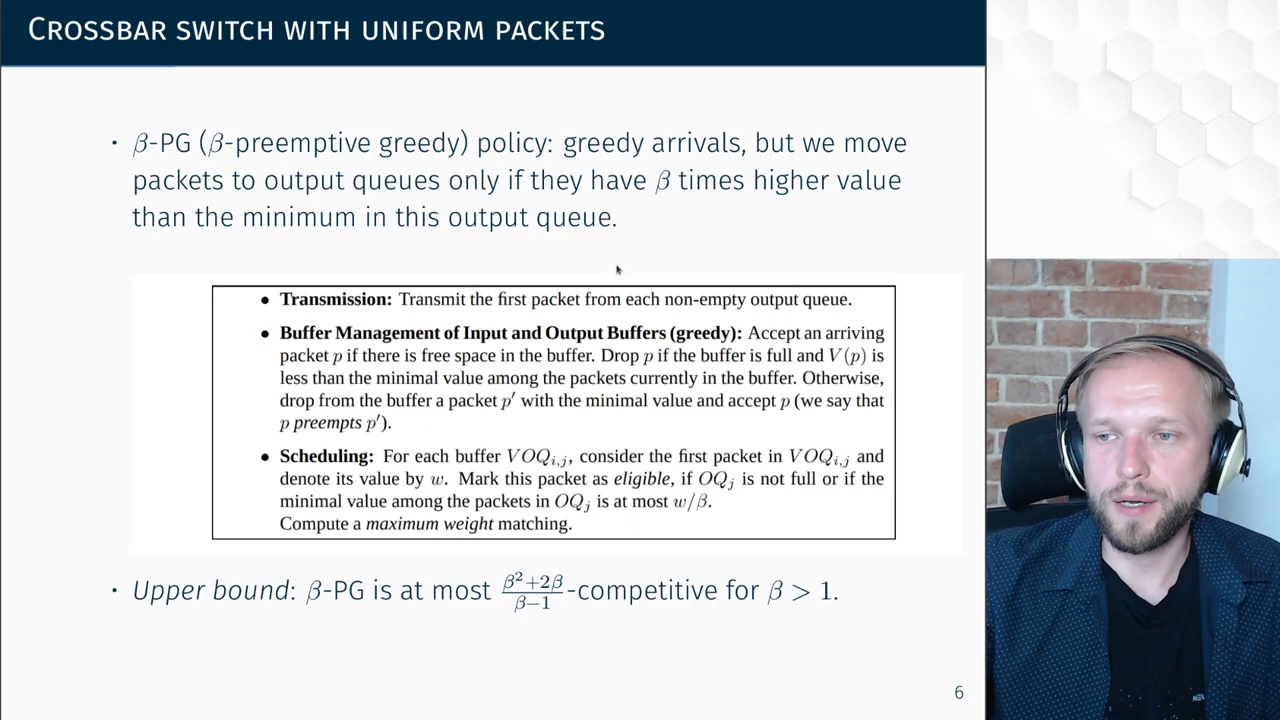 CROSSBAR SWITCH WITH UNIFORM PACKETS
· β-PG (β-preemptive greedy) policy: greedy arrivals, but we move
packets to output queues only if they have β times higher value
than the minimum in this output queue.
• Transmission: Transmit the first packet from each non-empty output queue.
• Buffer Management of Input and Output Buffers (greedy): Accept an arriving
packet p if there is free space in the buffer. Drop p if the buffer is full and V(p) is
less than the minimal value among the packets currently in the buffer. Otherwise,
drop from the buffer a packet p′ with the minimal value and accept p (we say that
p preempts p′).
• Scheduling: For each buffer VOQ_{i,j}, consider the first packet in VOQ_{i,j} and
denote its value by w. Mark this packet as eligible, if OQ_j is not full or if the
minimal value among the packets in OQ_j is at most w/β.
Compute a maximum weight matching.
· Upper bound: β-PG is at most \frac{β^2+2β}{β−1}-competitive for β > 1.
6